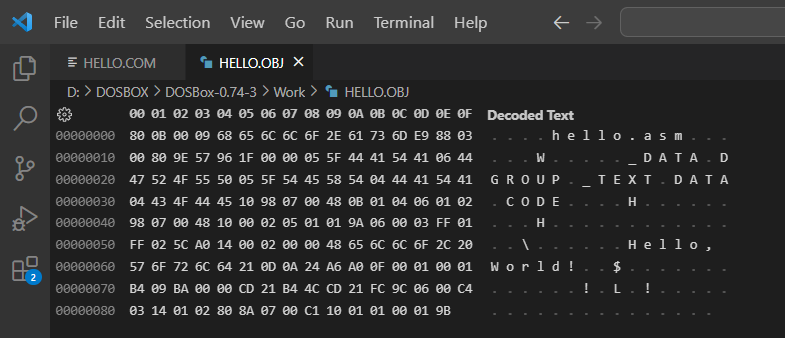 File Edit Selection View Go Run Terminal Help
HELLO.COM HELLO.OBJ
D: > DOSBOX > DOSBox-0.74-3 > Work > HELLO.OBJ
00 01 02 03 04 05 06 07 08 09 0A 0B 0C 0D 0E 0F Decoded Text
00000000 80 0B 00 09 68 65 6C 6C 6F 2E 61 73 6D E9 88 03 . . . . h e l l o . a s m . . .
00000010 00 80 9E 57 96 1F 00 00 05 5F 44 41 54 41 06 44 . . . W . . . . . _ D A T A . D
00000020 47 52 4F 55 50 05 5F 54 45 58 54 04 44 41 54 41 G R O U P . _ T E X T . D A T A
00000030 04 43 4F 44 45 10 98 07 00 48 0B 01 04 06 01 02 . C O D E . . . . H . . . . . .
00000040 98 07 00 48 10 00 02 05 01 01 9A 06 00 03 FF 01 . . . H . . . . . . . . . . . .
00000050 FF 02 5C A0 14 00 02 00 00 48 65 6C 6C 6F 2C 20 . . \ . . . . . . H e l l o ,
00000060 57 6F 72 6C 64 21 0D 0A 24 A6 A0 0F 00 01 00 01 W o r l d ! . . $ . . . . . . .
00000070 B4 09 BA 00 00 CD 21 B4 4C CD 21 FC 9C 06 00 C4 . . . . . . ! . L . ! . . . . .
00000080 03 14 01 02 80 8A 07 00 C1 10 01 01 00 01 9B . . . . . . . . . . . . . . .
2